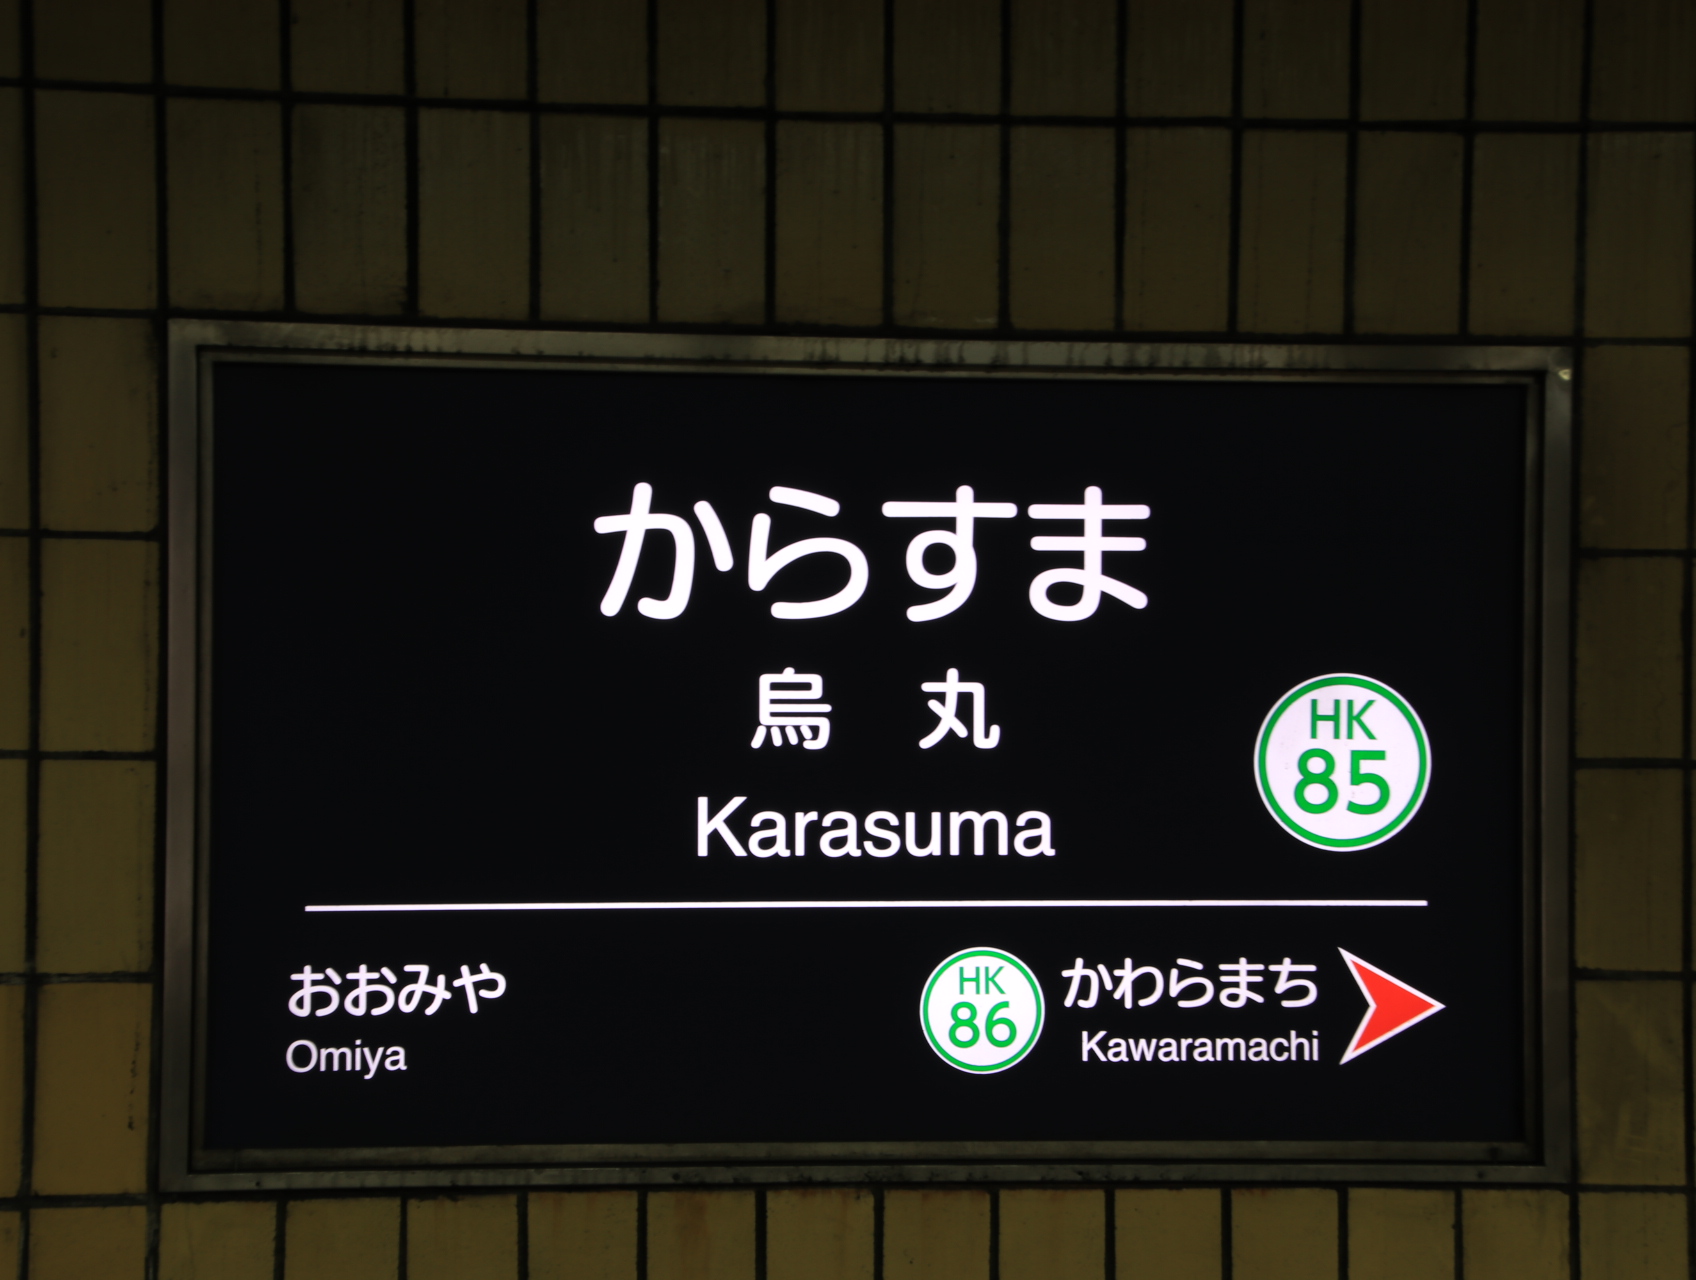 からすま
烏丸
Karasuma
HK
85
おおみや
Omiya
HK
86
かわらまち
Kawaramachi